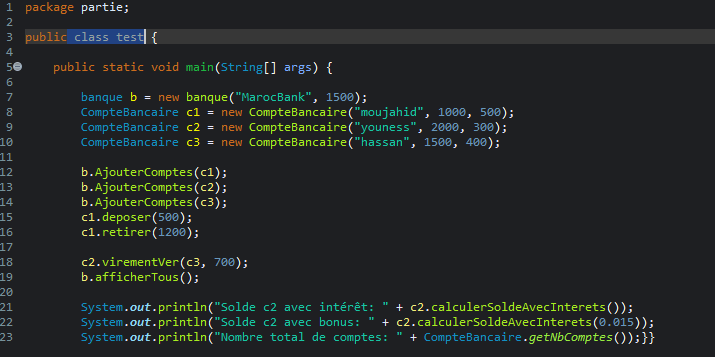 1 package partie;
2
3 public class test {
4
5 public static void main(String[] args) {
6
7 banque b = new banque("MarocBank", 1500);
8 CompteBancaire c1 = new CompteBancaire("moujahid", 1000, 500);
9 CompteBancaire c2 = new CompteBancaire("youness", 2000, 300);
10 CompteBancaire c3 = new CompteBancaire("hassan", 1500, 400);
11
12 b.AjouterComptes(c1);
13 b.AjouterComptes(c2);
14 b.AjouterComptes(c3);
15 c1.deposer(500);
16 c1.retirer(1200);
17
18 c2.virementVer(c3, 700);
19 b.afficherTous();
20
21 System.out.println("Solde c2 avec intérêt: " + c2.calculerSoldeAvecInterets());
22 System.out.println("Solde c2 avec bonus: " + c2.calculerSoldeAvecInterets(0.015));
23 System.out.println("Nombre total de comptes: " + CompteBancaire.getNbComptes());}}